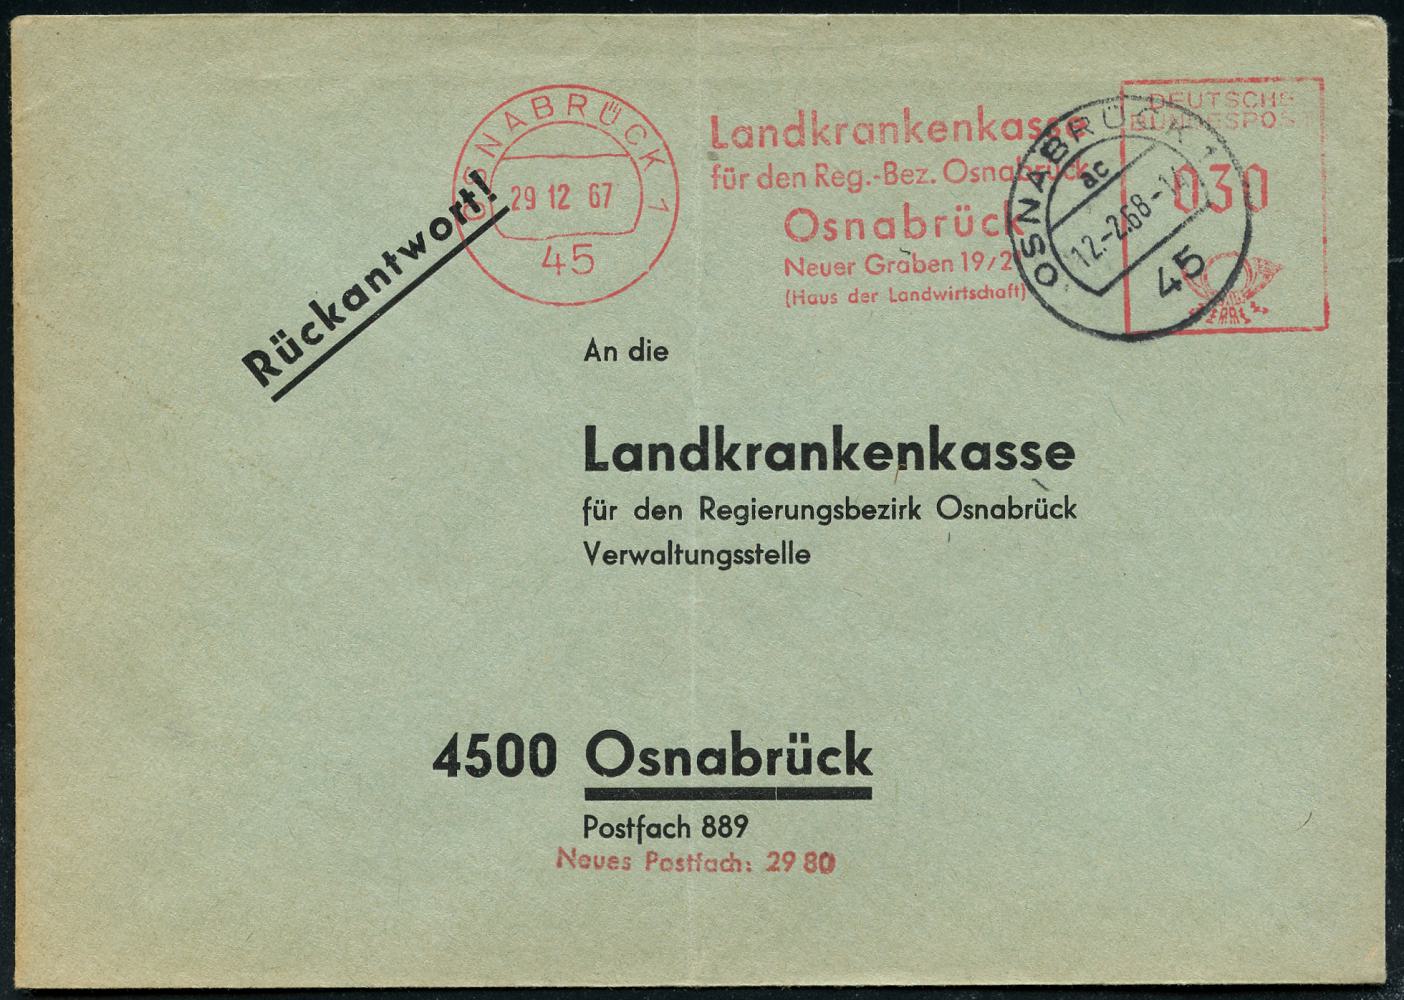 OSNABRÜCK 1
29 12 67
45
Landkrankenkasse
für den Reg.-Bez. Osnabrück
Osnabrück
Neuer Graben 19/2
(Haus der Landwirtschaft)
OSNABRÜCK 1
ac
12.-2.68-14
45
DEUTSCHE
BUNDESPOST
030
Rückantwort!
An die
Landkrankenkasse
für den Regierungsbezirk Osnabrück
Verwaltungsstelle
4500 Osnabrück
Postfach 889
Neues Postfach: 29 80